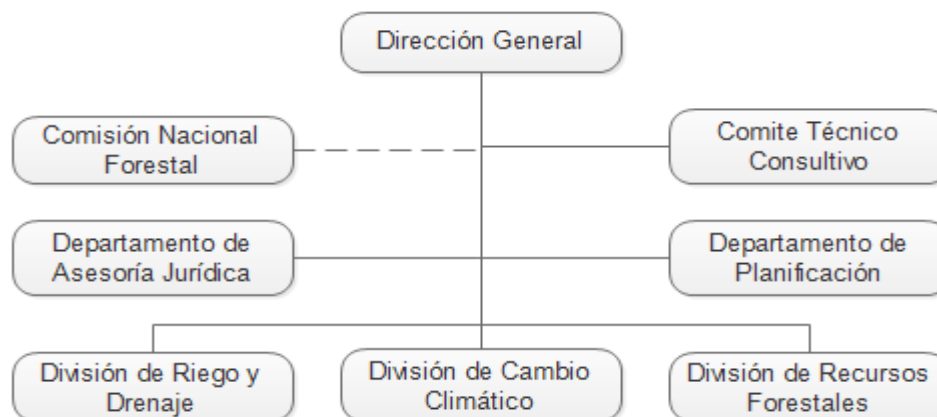 Dirección General
Comisión Nacional
Forestal
Comite Técnico
Consultivo
Departamento de
Asesoría Jurídica
Departamento de
Planificación
División de Riego y
Drenaje
División de Cambio
Climático
División de Recursos
Forestales